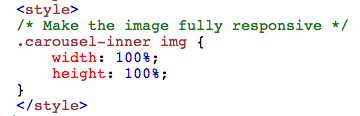 <style>
/* Make the image fully responsive */
.carousel-inner img {
    width: 100%;
    height: 100%;
}
</style>